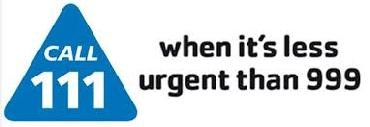 CALL
111
when it's less
urgent than 999